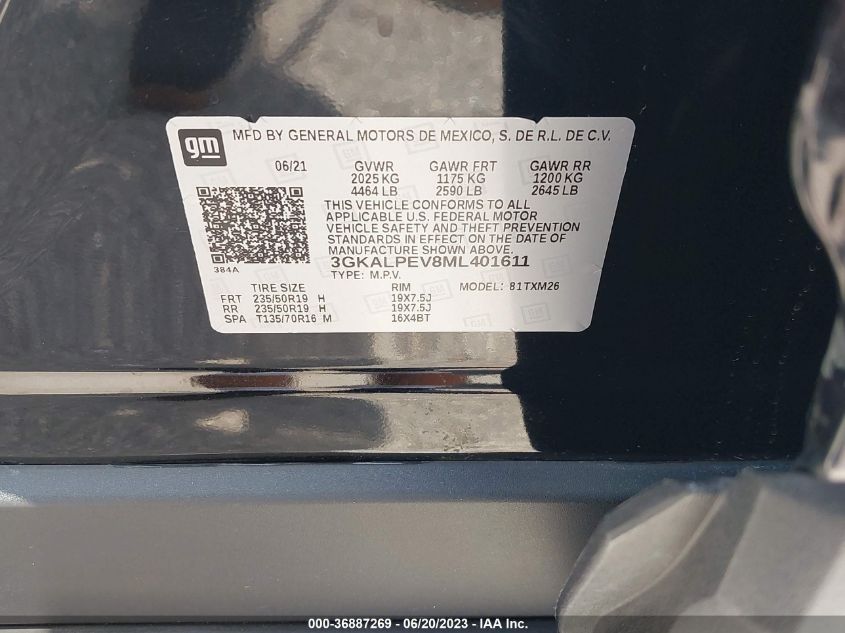 gm
MFD BY GENERAL MOTORS DE MEXICO, S. DE R.L. DE C.V.
06/21 GVWR GAWR FRT GAWR RR
2025 KG 1175 KG 1200 KG
4464 LB 2590 LB 2645 LB
THIS VEHICLE CONFORMS TO ALL
APPLICABLE U.S. FEDERAL MOTOR
VEHICLE SAFETY AND THEFT PREVENTION
STANDARDS IN EFFECT ON THE DATE OF
MANUFACTURE SHOWN ABOVE.
384A
3GKALPEV8ML401611
TYPE: M.P.V. MODEL: 81TXM26
TIRE SIZE RIM
FRT 235/50R19 H 19X7.5J
RR 235/50R19 H 19X7.5J
SPA T135/70R16 M 16X4BT
000-36887269 - 06/20/2023 - IAA Inc.